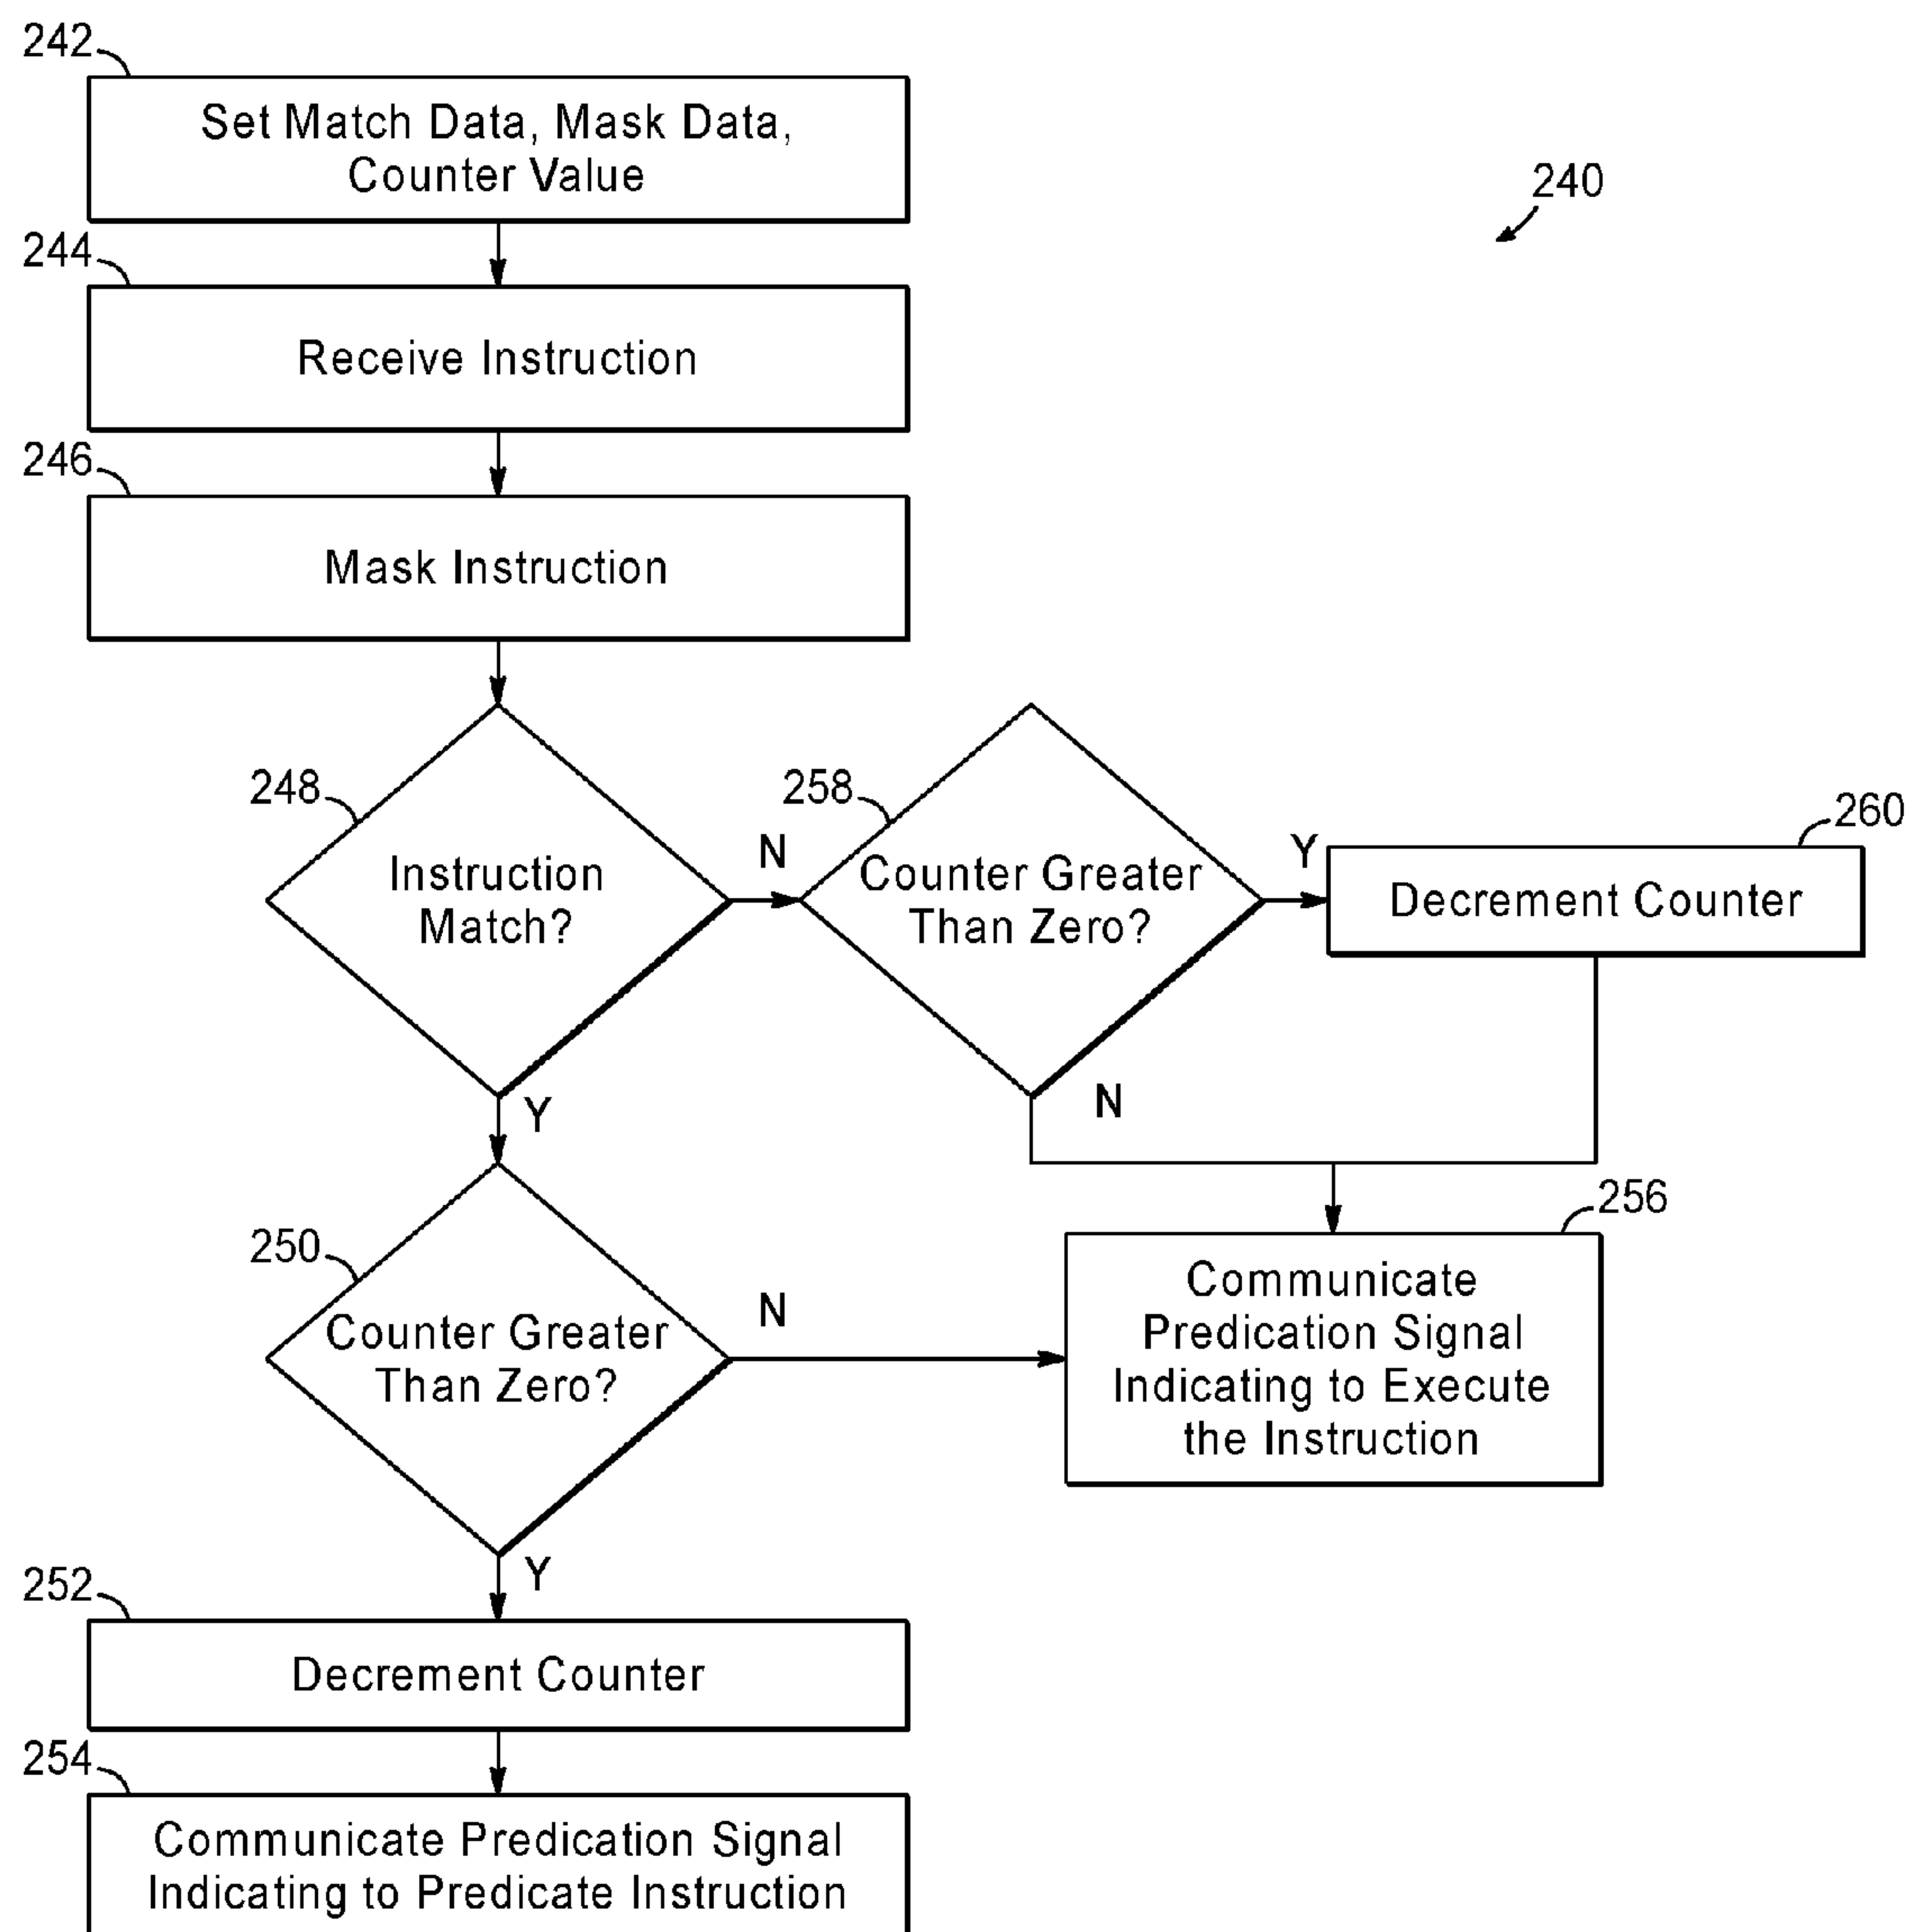 242
Set Match Data, Mask Data,
Counter Value
240
244
Receive Instruction
246
Mask Instruction
248
Instruction
Match?
N
258
Counter Greater
Than Zero?
Y
260
Decrement Counter
N
Y
250
Counter Greater
Than Zero?
N
256
Communicate
Predication Signal
Indicating to Execute
the Instruction
Y
252
Decrement Counter
254
Communicate Predication Signal
Indicating to Predicate Instruction